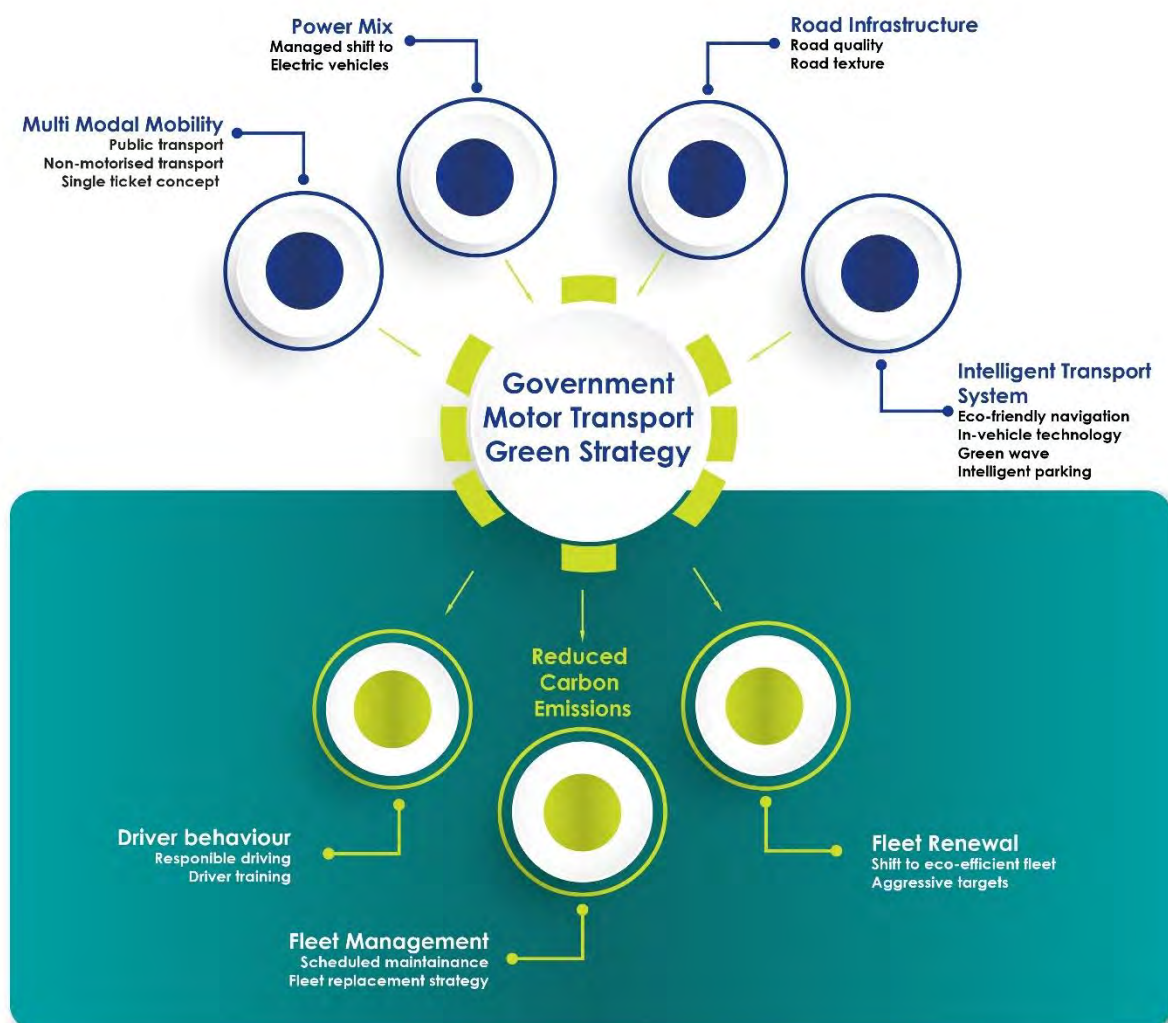 Power Mix
Managed shift to
Electric vehicles
Road Infrastructure
Road quality
Road texture
Multi Modal Mobility
Public transport
Non-motorised transport
Single ticket concept
Intelligent Transport
System
Eco-friendly navigation
In-vehicle technology
Green wave
Intelligent parking
Government
Motor Transport
Green Strategy
Reduced
Carbon
Emissions
Driver behaviour
Responible driving
Driver training
Fleet Renewal
Shift to eco-efficient fleet
Aggressive targets
Fleet Management
Scheduled maintainance
Fleet replacement strategy